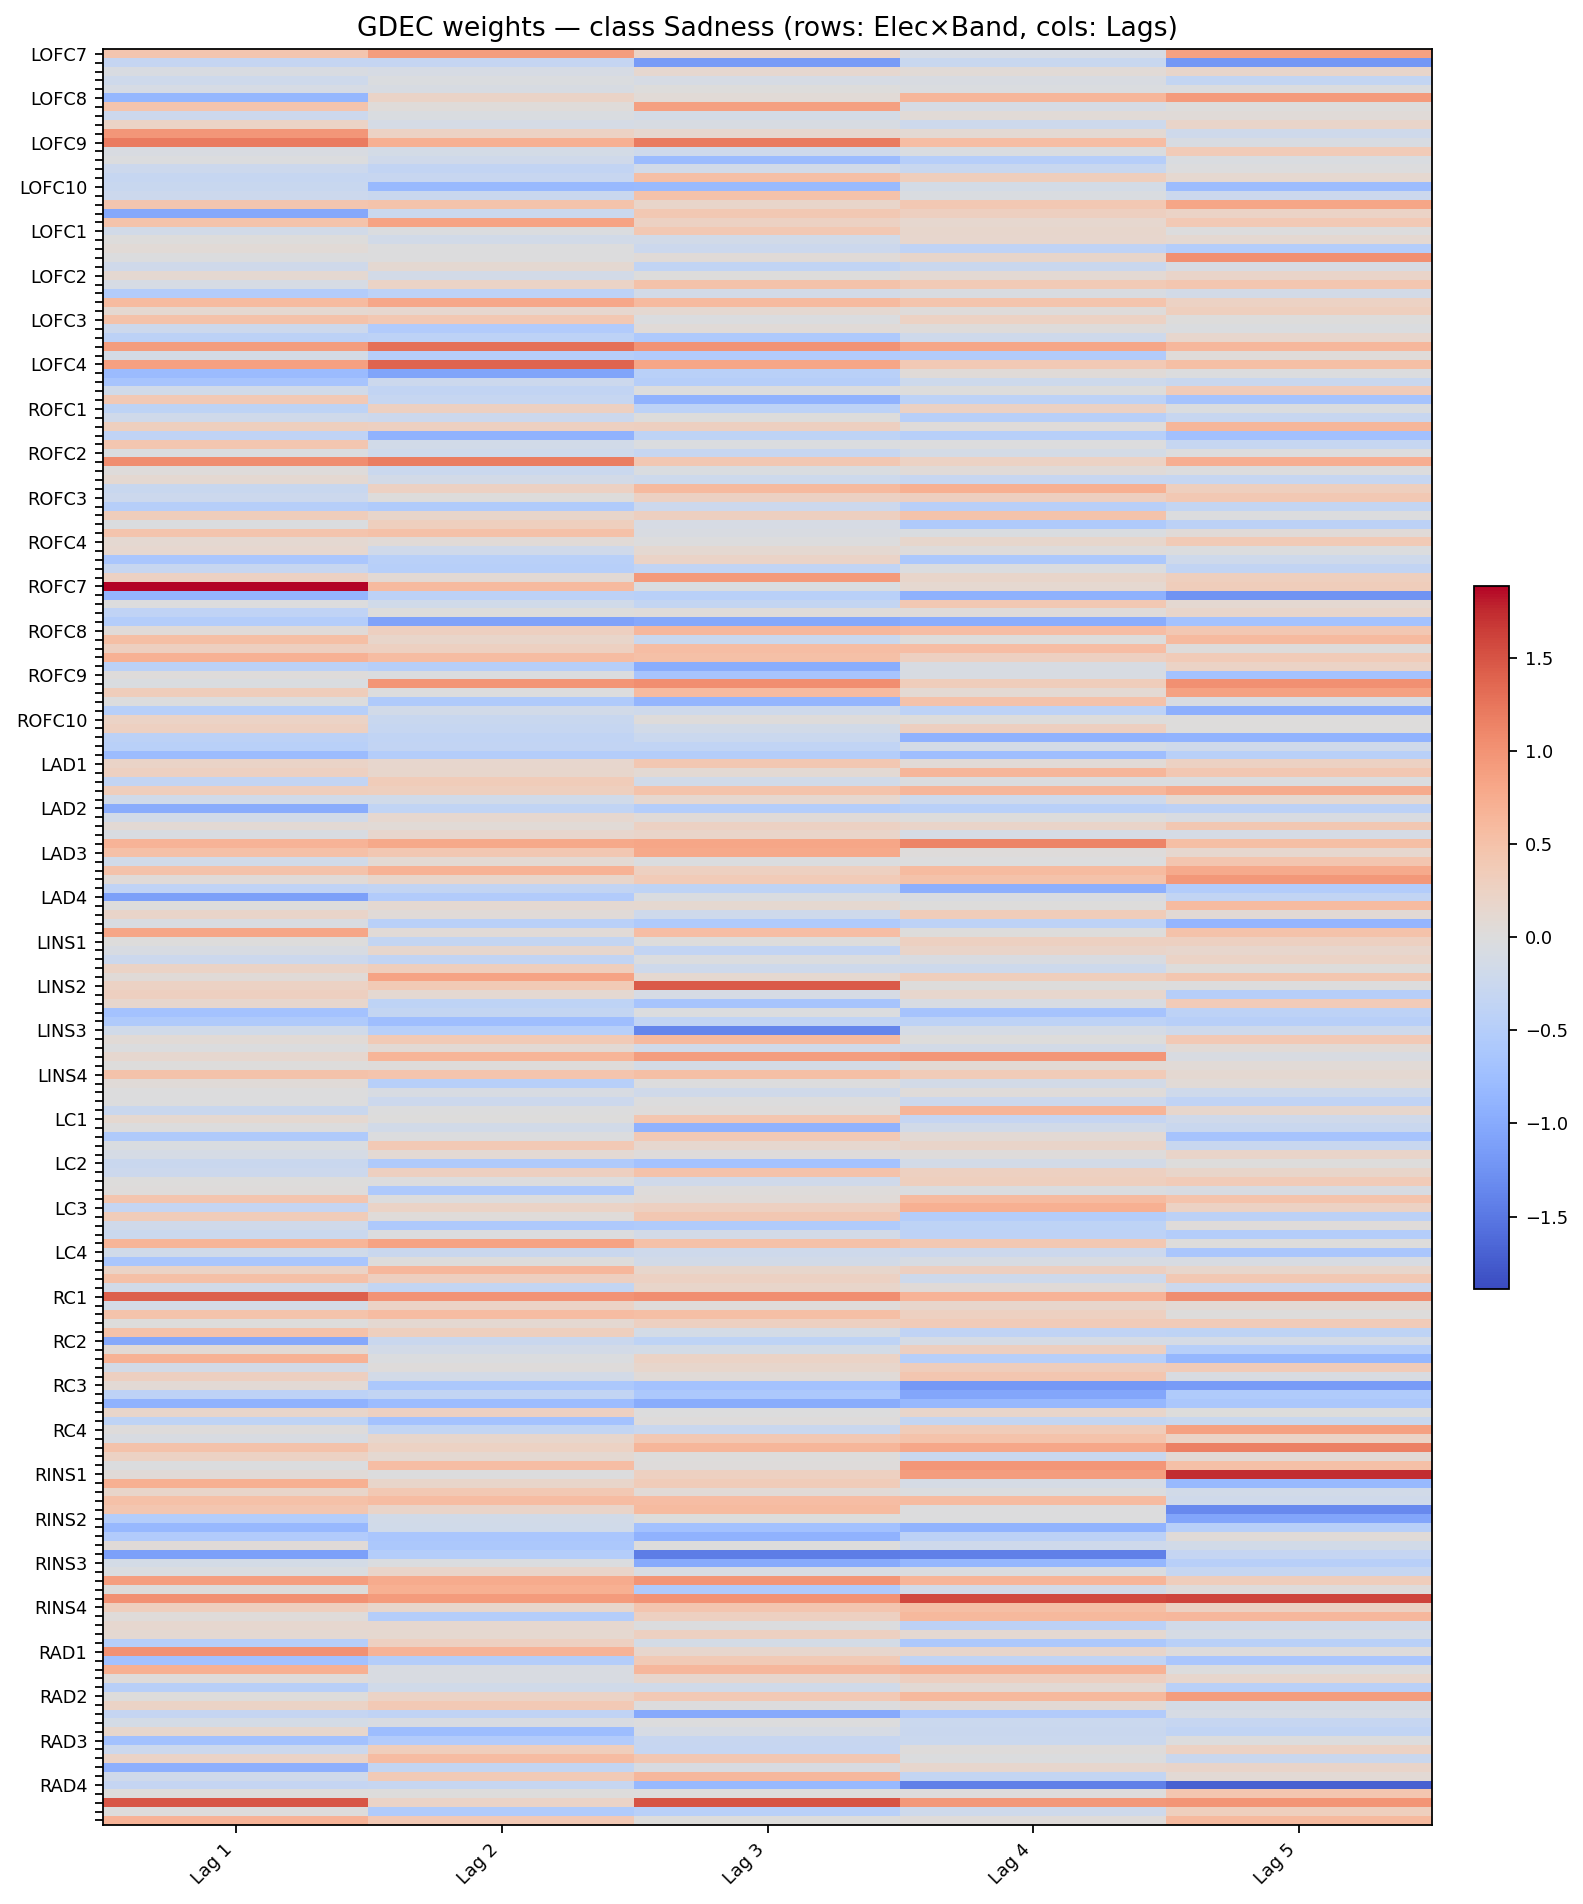 GDEC weights — class Sadness (rows: Elec×Band, cols: Lags)
LOFC7
LOFC8
LOFC9
LOFC10
LOFC1
LOFC2
LOFC3
LOFC4
ROFC1
ROFC2
ROFC3
ROFC4
ROFC7
ROFC8
ROFC9
ROFC10
LAD1
LAD2
LAD3
LAD4
LINS1
LINS2
LINS3
LINS4
LC1
LC2
LC3
LC4
RC1
RC2
RC3
RC4
RINS1
RINS2
RINS3
RINS4
RAD1
RAD2
RAD3
RAD4
Lag 1
Lag 2
Lag 3
Lag 4
Lag 5
1.5
1.0
0.5
0.0
−0.5
−1.0
−1.5